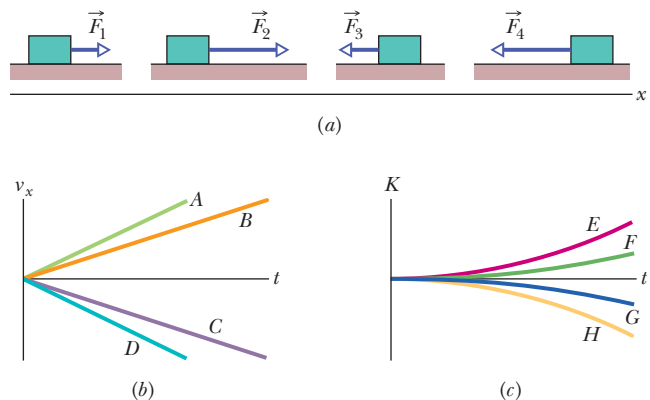 F₁ F₂ F₃ F₄
x
(a)
vₓ K
A E
B F
t t
C G
D H
(b) (c)